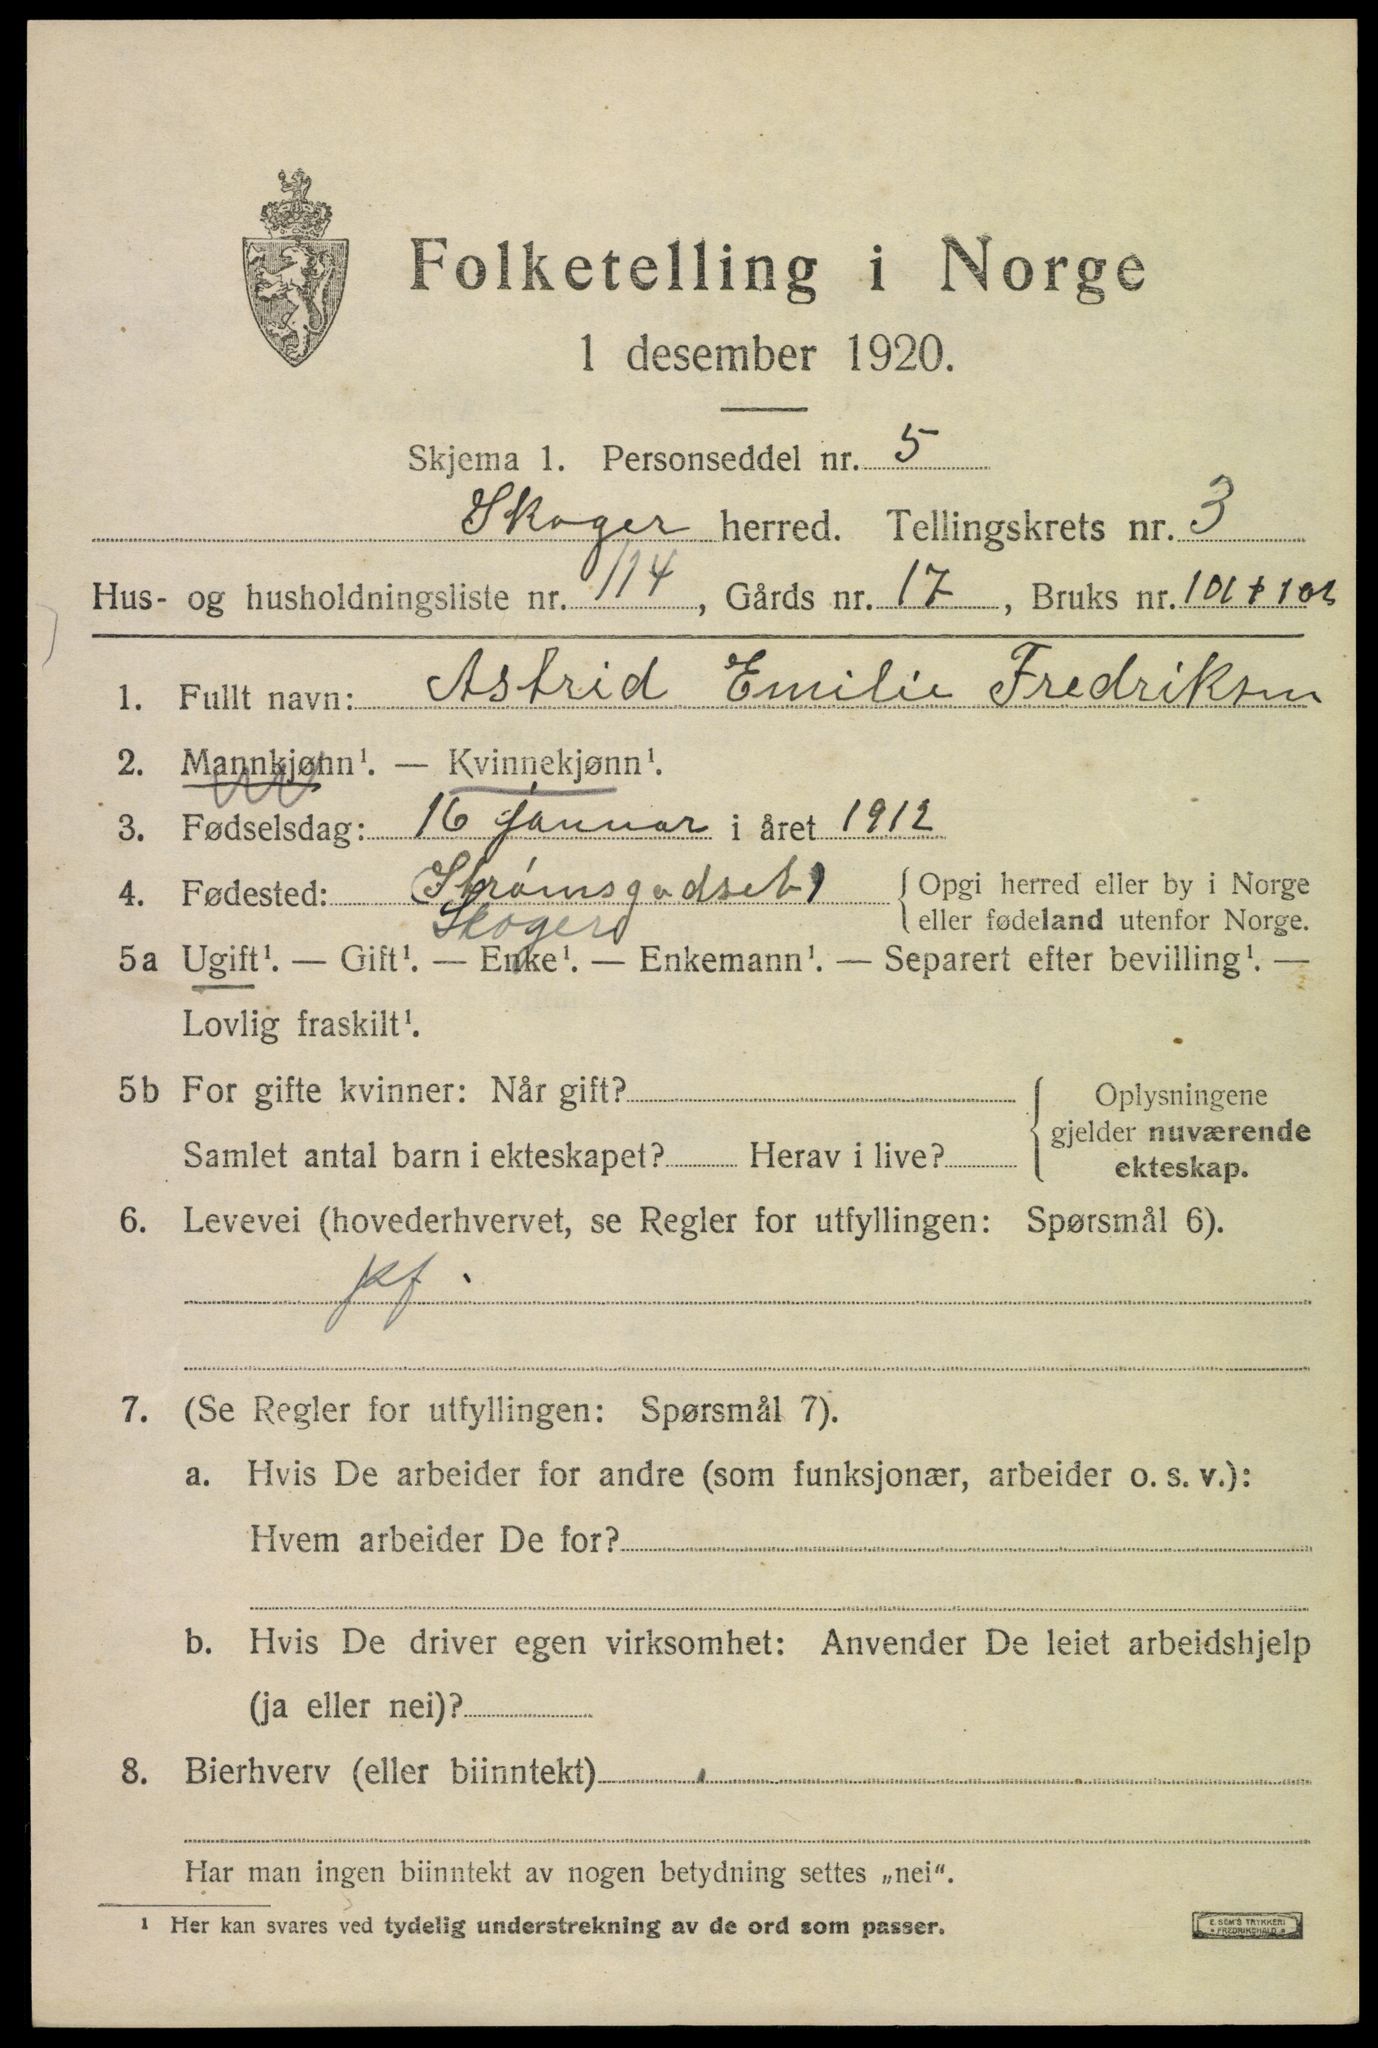 Folketelling i Norge
1 desember 1920.
Skjema 1. Personseddel nr. 5
Skoger herred. Tellingskrets nr. 3
Hus- og husholdningsliste nr. 114, Gårds nr. 17, Bruks nr. 101 +
1. Fullt navn: Astrid Emilie Fredriksen
2. Mannkjønn¹. — Kvinnekjønn¹.
3. Fødselsdag: 16 januar i året 1912
4. Fødested: Strømsgodset) Opgi herred eller by i Norge
Skoger eller fødeland utenfor Norge.
5a Ugift¹. — Gift¹. — Enke¹. — Enkemann¹. — Separert efter bevilling¹. —
Lovlig fraskilt¹.
5b For gifte kvinner: Når gift? Oplysningene
gjelder nuværende
Samlet antal barn i ekteskapet? Herav i live? ekteskap.
6. Levevei (hovederhvervet, se Regler for utfyllingen: Spørsmål 6).
7. (Se Regler for utfyllingen: Spørsmål 7).
a. Hvis De arbeider for andre (som funksjonær, arbeider o. s. v.):
Hvem arbeider De for?
b. Hvis De driver egen virksomhet: Anvender De leiet arbeidshjelp
(ja eller nei)?
8. Bierhverv (eller biinntekt)
Har man ingen biinntekt av nogen betydning settes „nei“.
¹ Her kan svares ved tydelig understrekning av de ord som passer.
E. SEM'S TRYKKERI
FREDRIKSHALD